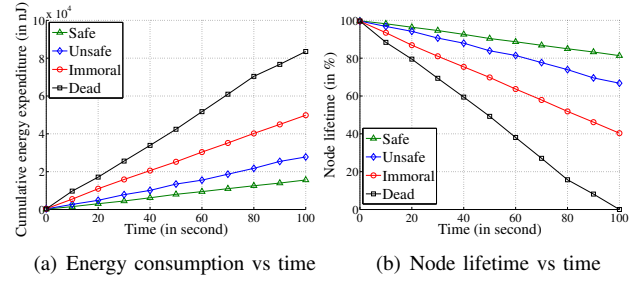 x 10⁴
10
8
6
4
2
0
0 20 40 60 80 100
Cumulative energy expenditure (in nJ)
Time (in second)
Safe
Unsafe
Immoral
Dead
(a) Energy consumption vs time
100
80
60
40
20
0
0 20 40 60 80 100
Node lifetime (in %)
Time (in second)
Safe
Unsafe
Immoral
Dead
(b) Node lifetime vs time